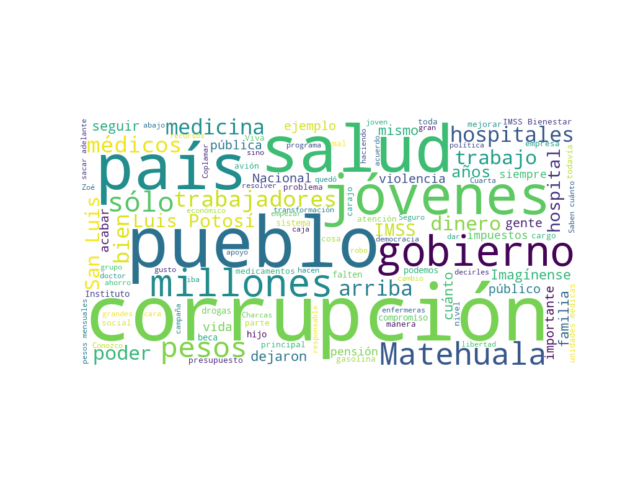 pesos mensuales sacar adelante
seguir abajo recursos
medicina
ejemplo
joven
toda
gran
mejorar
IMSS Bienestar
médicos
pública
Viva
sino
programa
mal
haciendo
acuerdo
mismo
política
hospitales
empresa
todavía
Zoé
país
Coplamar
avión
Nacional
resolver
quedó
problema
salud
violencia
trabajo
años
Cuarta
siempre
hospital
San Luis
acabar
bien
sólo
trabajadores
Luis Potosí
económico
transformación
empezar
sistema
caja
carajo
jóvenes
atención
Seguro
IMSS
democracia
dinero
impuestos
dar
gente
cargo
pueblo
apoyo
cosa
robo
gobierno
grupo
doctor
ahorro
gusto
iba
millones
medicamentos
hacen
falten
arriba
podemos
cambio
cuánto
decirles
Imagínense
público
Saben cuánto
unidades médicas
Instituto
corrupción
grandes
social
cara
Conozco
campaña
drogas
vida
beca
Charcas
parte
hijo
responsable
enfermeras
compromiso
manera
nivel
importante
familia
poder
pesos
presupuesto
dejaron
principal
pensión
gasolina
Matehuala
libertad